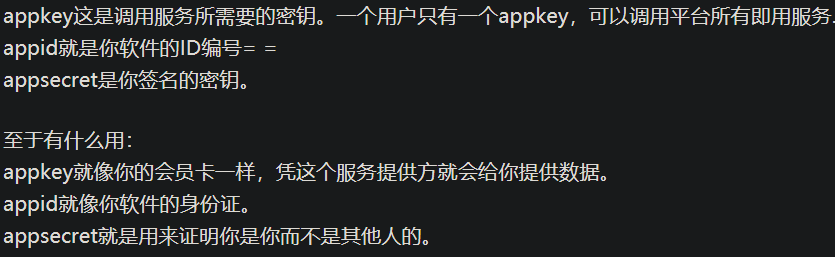 appkey这是调用服务所需要的密钥。一个用户只有一个appkey，可以调用平台所有即用服务.
appid就是你软件的ID编号= =
appsecret是你签名的密钥。
至于有什么用：
appkey就像你的会员卡一样，凭这个服务提供方就会给你提供数据。
appid就像你软件的身份证。
appsecret就是用来证明你是你而不是其他人的。